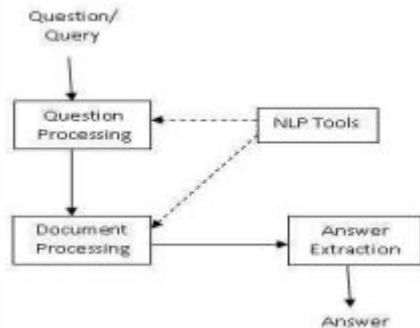 Question/
Query
Question
Processing
NLP Tools
Document
Processing
Answer
Extraction
Answer